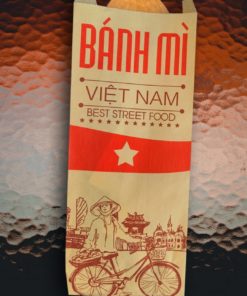 BÁNH MÌ
VIỆT NAM
BEST STREET FOOD